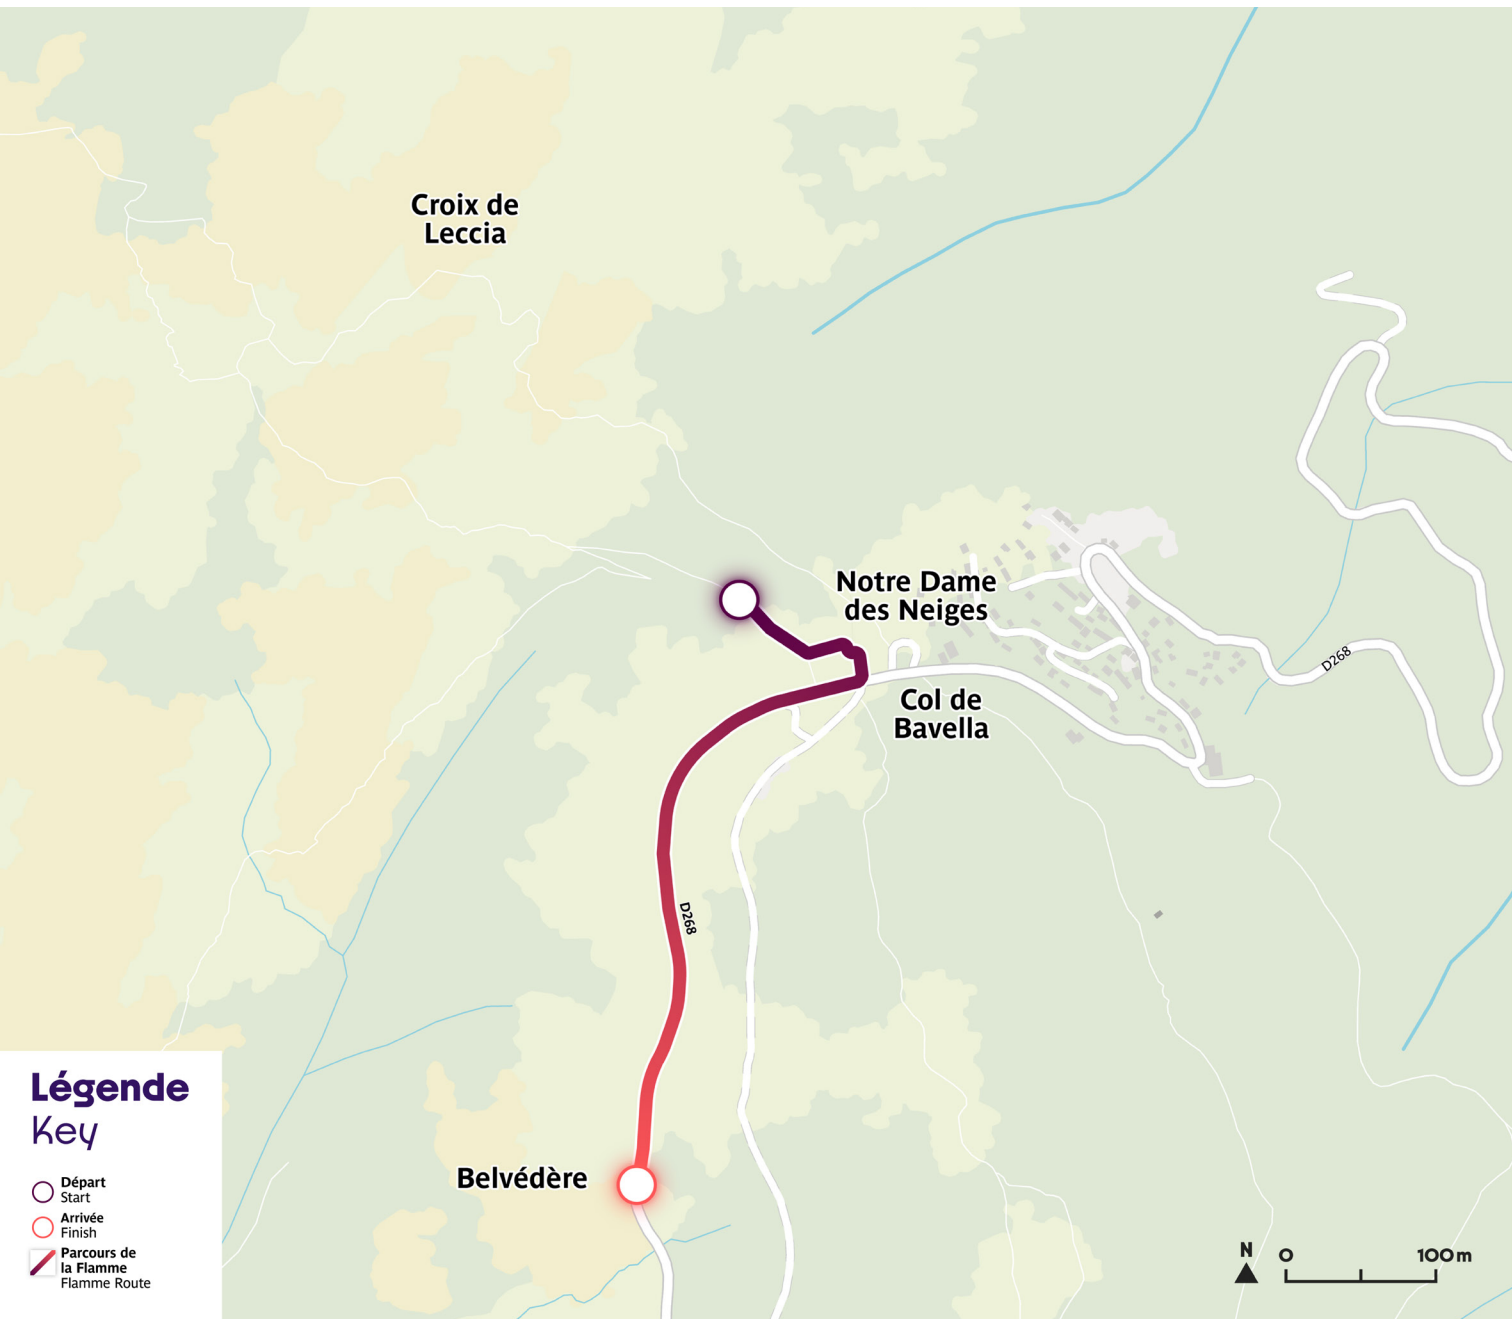 Croix de
Leccia
Notre Dame
des Neiges
D268
Col de
Bavella
D268
Belvédère
Légende
Key
Départ
Start
Arrivée
Finish
Parcours de
la Flamme
Flamme Route
N 0 100m